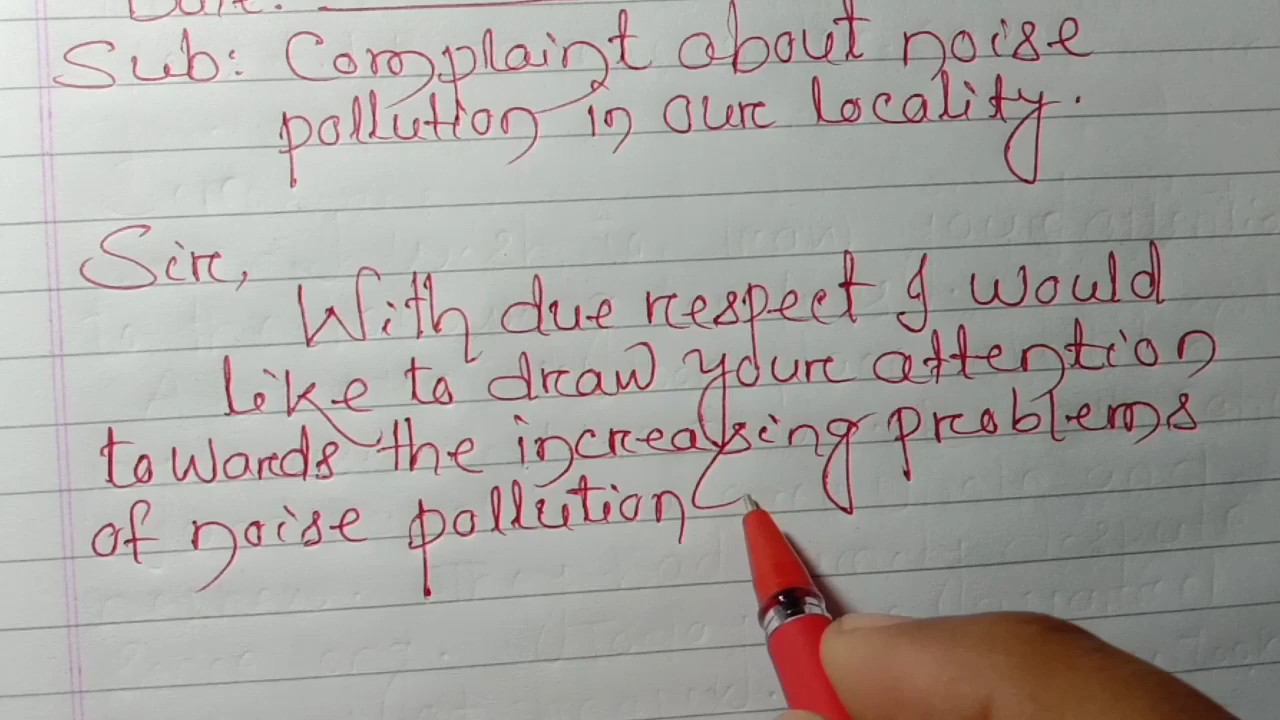 Date:
Sub: Complaint about noise
pollution in our locality.
Sir,
With due respect I would
like to draw your attention
towards the increasing problems
of noise pollution